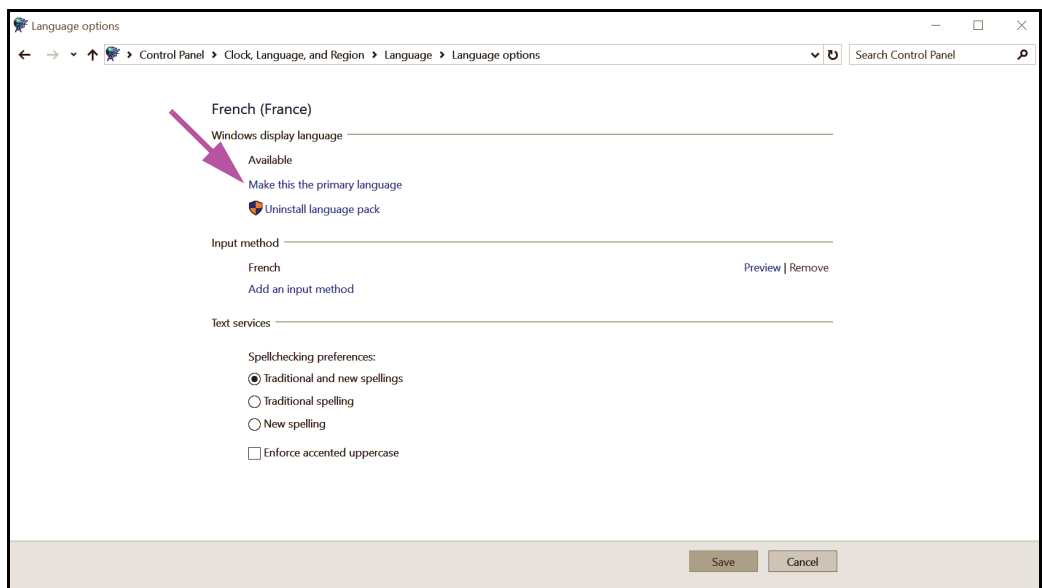 Language options
Control Panel > Clock, Language, and Region > Language > Language options
Search Control Panel
French (France)
Windows display language
Available
Make this the primary language
Uninstall language pack
Input method
French Preview | Remove
Add an input method
Text services
Spellchecking preferences:
Traditional and new spellings
Traditional spelling
New spelling
Enforce accented uppercase
Save Cancel